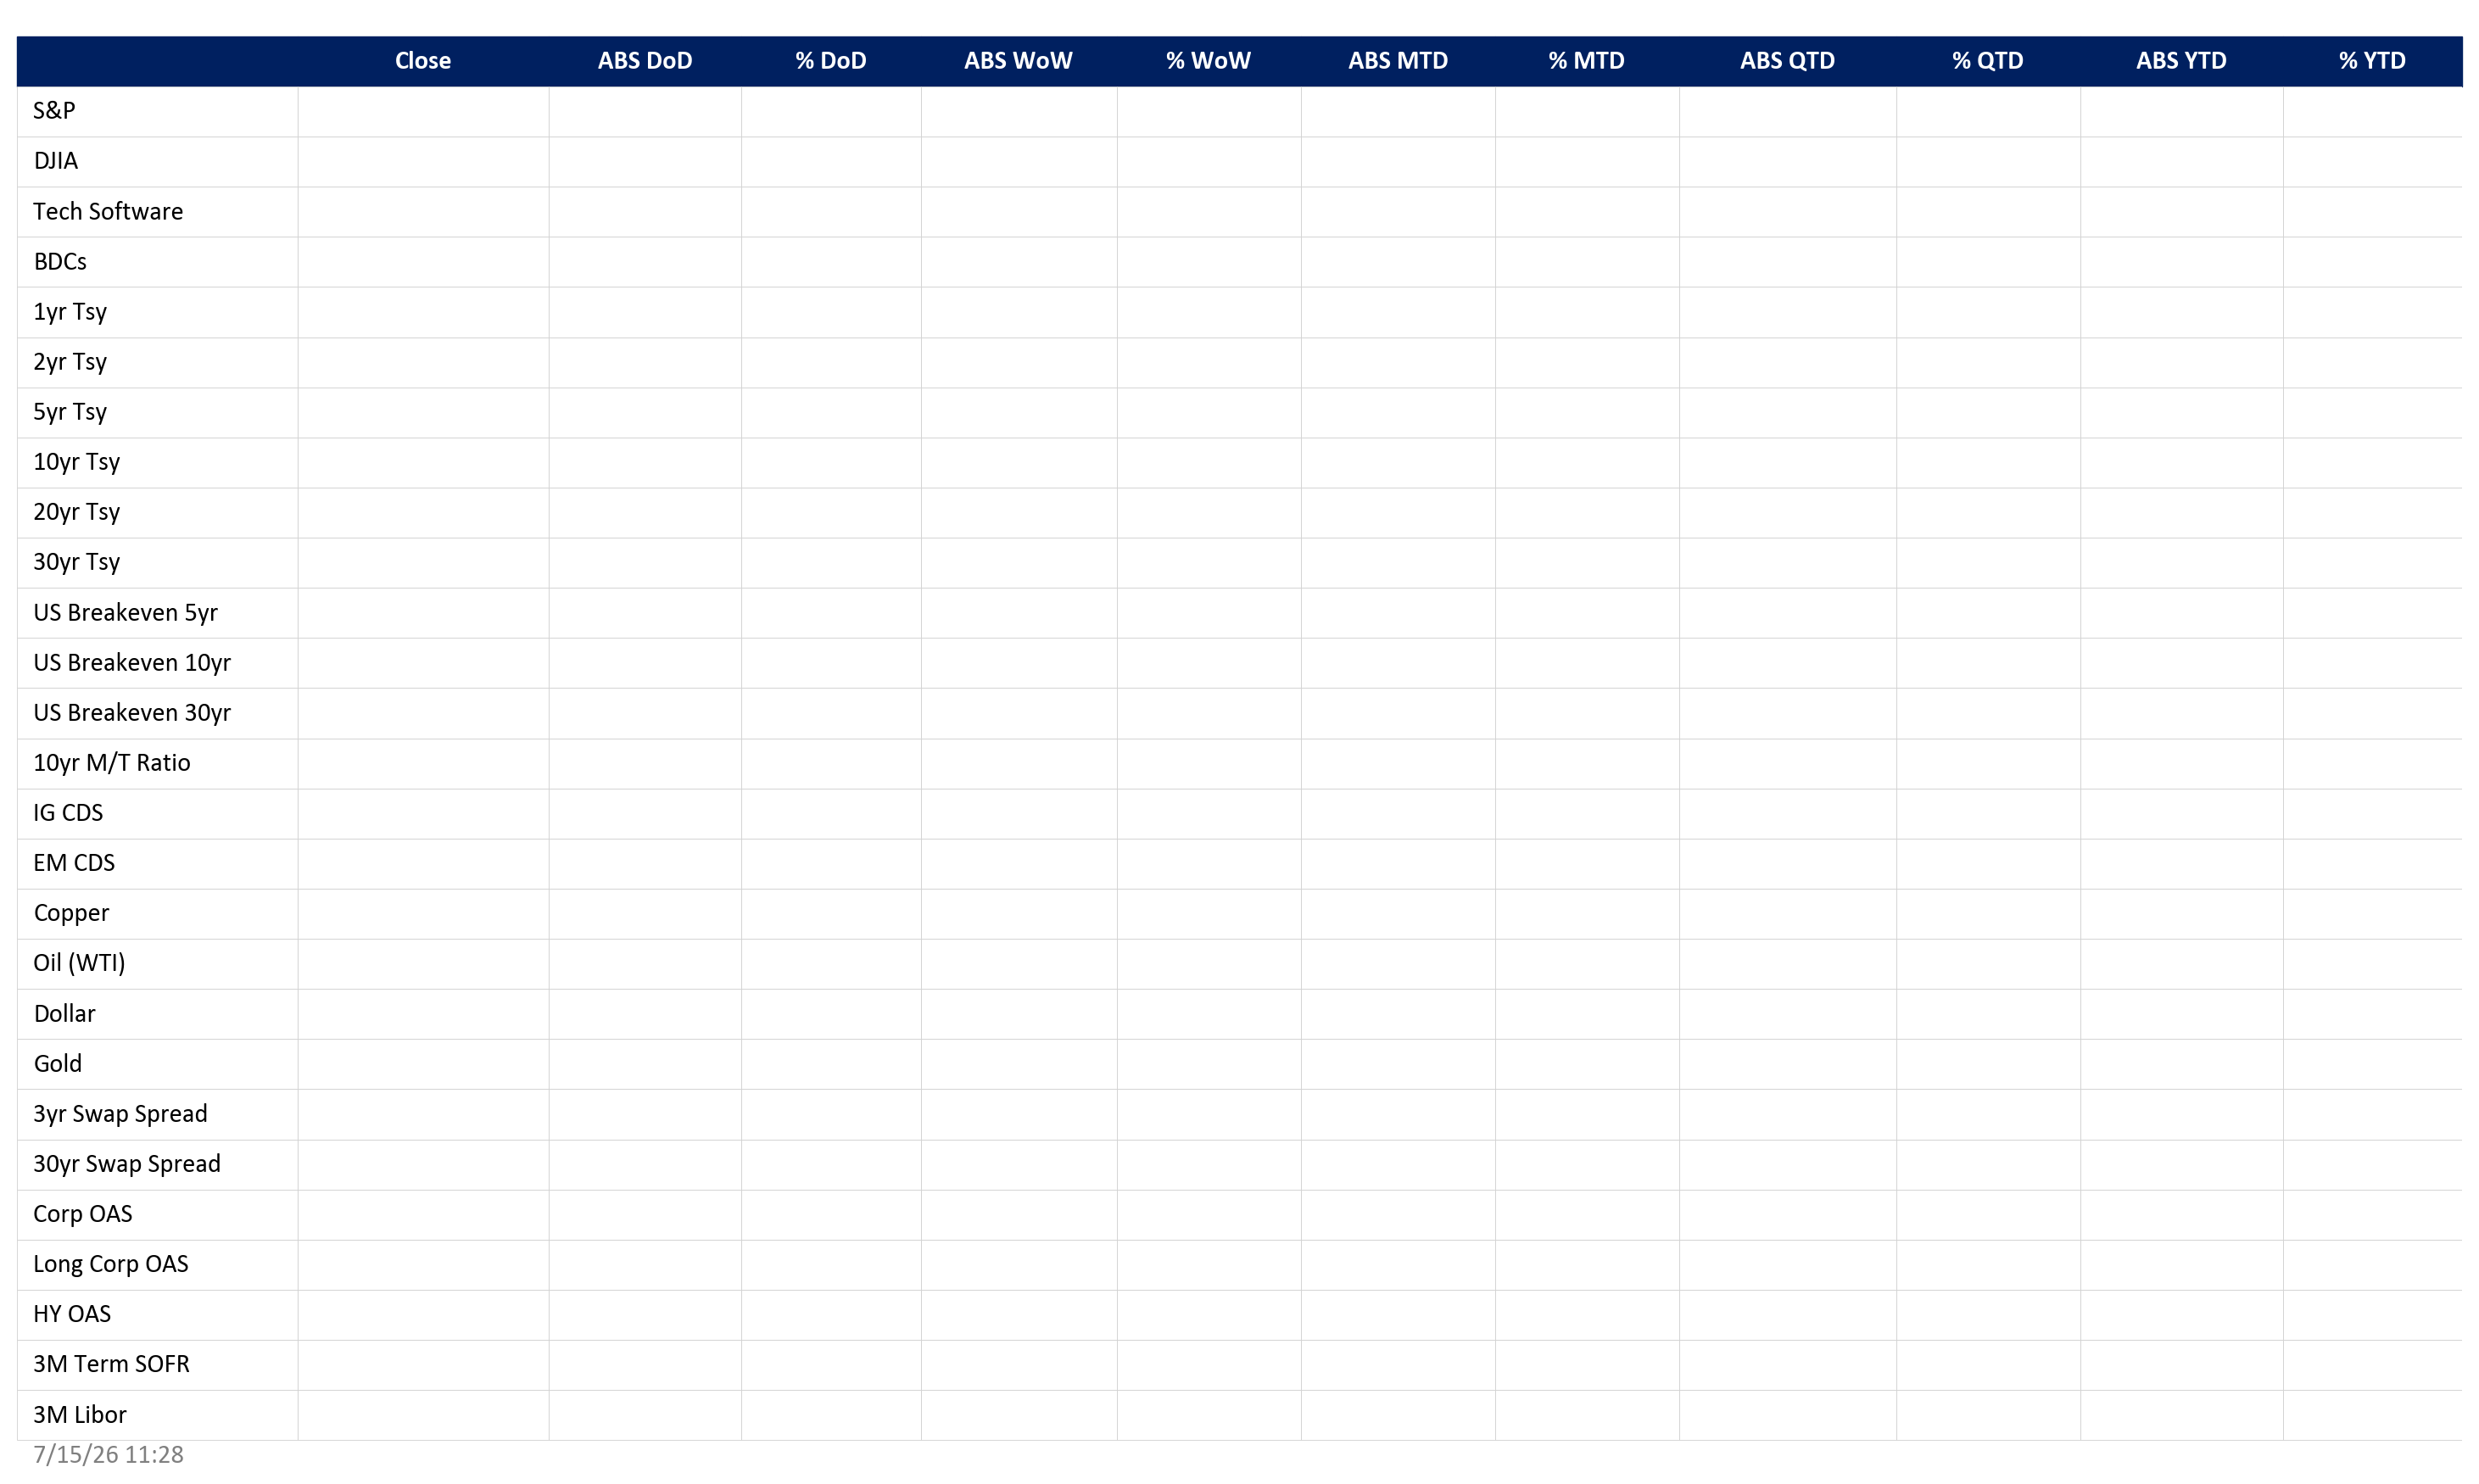 Close ABS DoD % DoD ABS WoW % WoW ABS MTD % MTD ABS QTD % QTD ABS YTD % YTD
S&P
DJIA
Tech Software
BDCs
1yr Tsy
2yr Tsy
5yr Tsy
10yr Tsy
20yr Tsy
30yr Tsy
US Breakeven 5yr
US Breakeven 10yr
US Breakeven 30yr
10yr M/T Ratio
IG CDS
EM CDS
Copper
Oil (WTI)
Dollar
Gold
3yr Swap Spread
30yr Swap Spread
Corp OAS
Long Corp OAS
HY OAS
3M Term SOFR
3M Libor
7/15/26 11:28